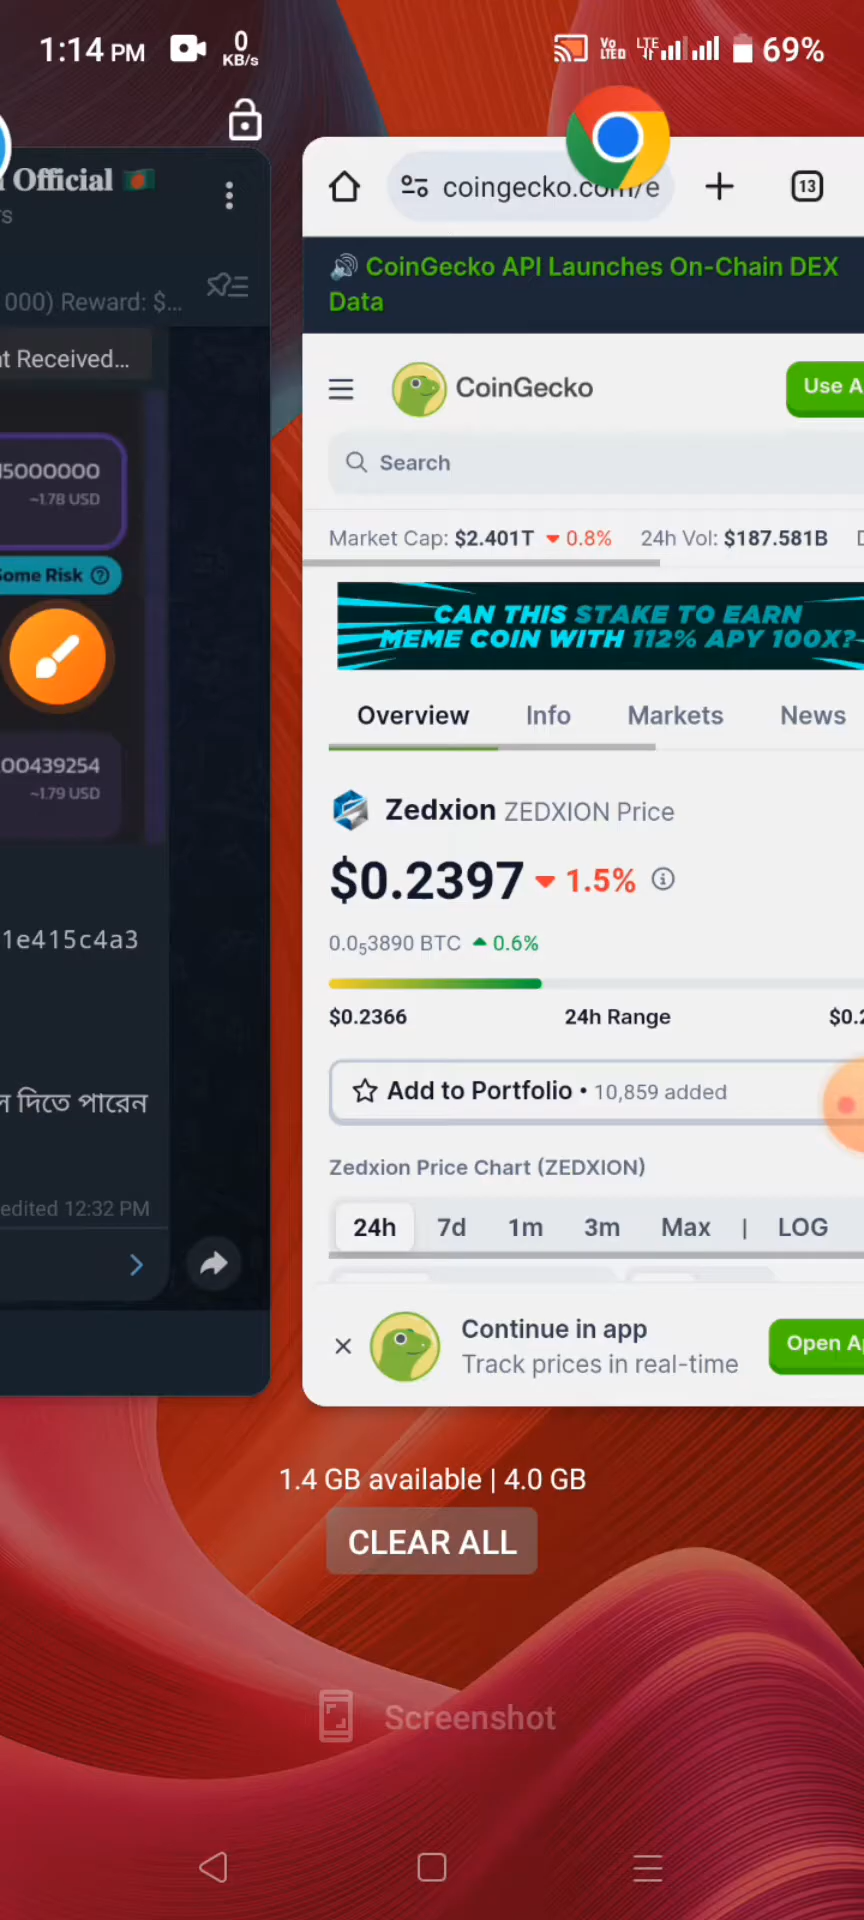 1:14 PM
0
KB/s
Vo
LTED
LTE
69%
Official
000) Reward: $...
t Received...
5000000
~1.78 USD
ome Risk
00439254
~1.79 USD
1e415c4a3
দিতে পারেন
edited 12:32 PM
coingecko.com/e
13
CoinGecko API Launches On-Chain DEX
Data
CoinGecko
Use A
Search
Market Cap: $2.401T ▼ 0.8% 24h Vol: $187.581B
CAN THIS STAKE TO EARN
MEME COIN WITH 112% APY 100X?
Overview Info Markets News
Zedxion ZEDXION Price
$0.2397 ▼ 1.5%
0.0₅3890 BTC ▲ 0.6%
$0.2366 24h Range $0.2
Add to Portfolio • 10,859 added
Zedxion Price Chart (ZEDXION)
24h 7d 1m 3m Max | LOG
Continue in app
Track prices in real-time
Open A
1.4 GB available | 4.0 GB
CLEAR ALL
Screenshot